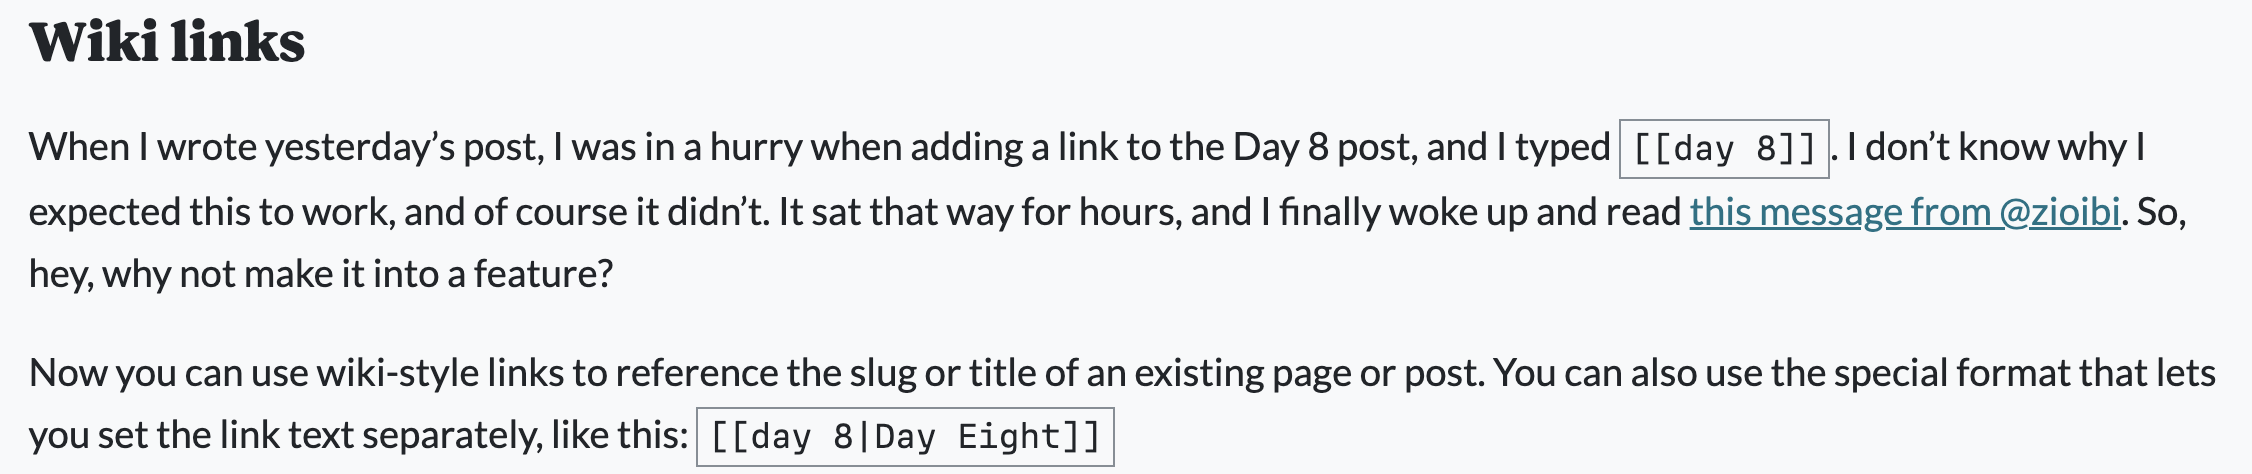 Wiki links
When I wrote yesterday’s post, I was in a hurry when adding a link to the Day 8 post, and I typed [[day 8]]. I don’t know why I
expected this to work, and of course it didn’t. It sat that way for hours, and I finally woke up and read this message from @zioibi. So,
hey, why not make it into a feature?
Now you can use wiki-style links to reference the slug or title of an existing page or post. You can also use the special format that lets
you set the link text separately, like this: [[day 8|Day Eight]]